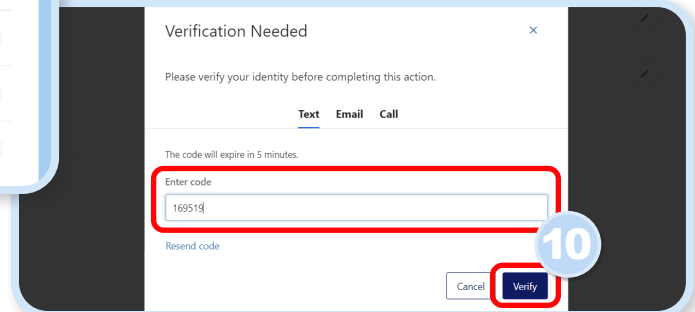 Verification Needed ×
Please verify your identity before completing this action.
Text Email Call
The code will expire in 5 minutes.
Enter code
169519
Resend code
10
Cancel Verify